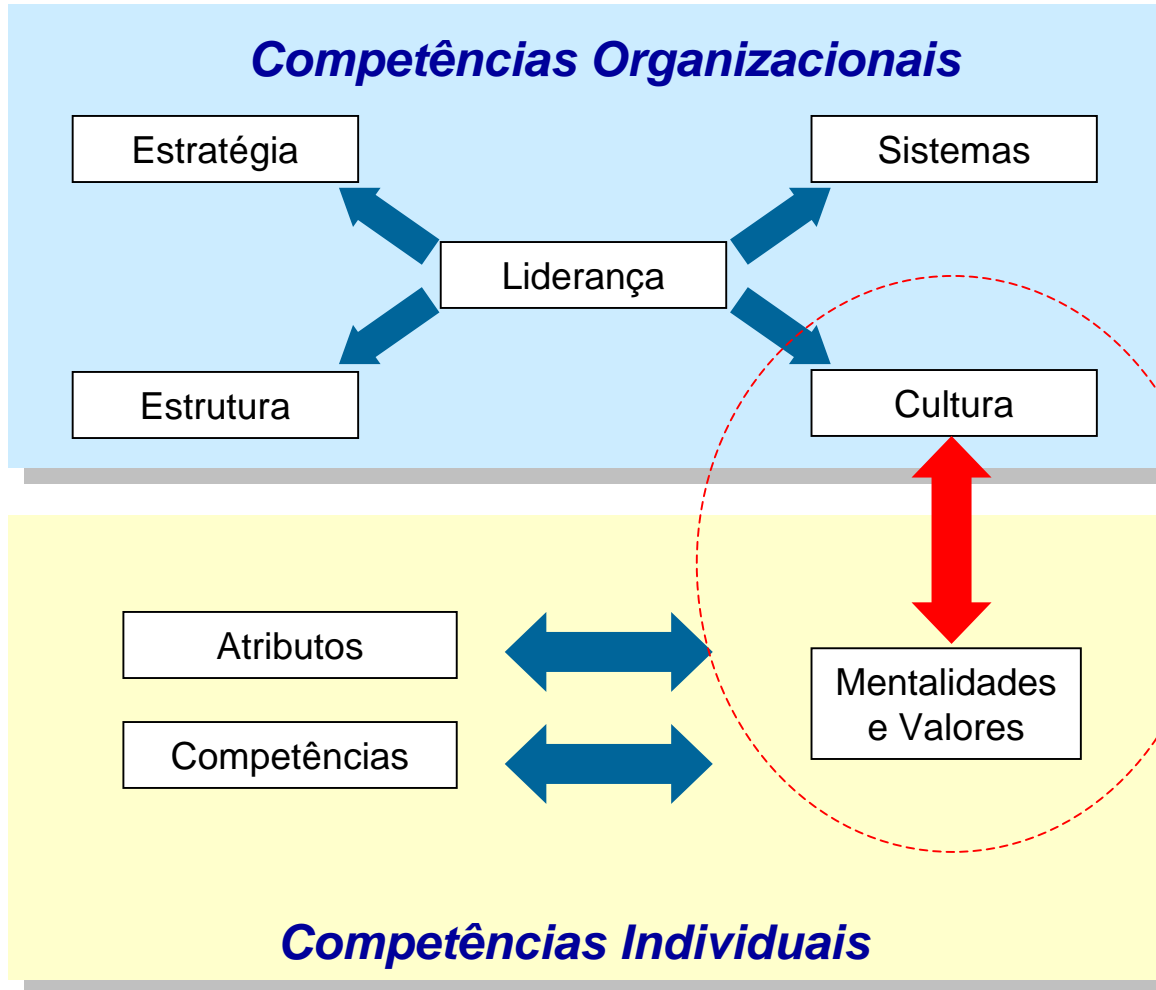 Competências Organizacionais
Estratégia
Sistemas
Liderança
Estrutura
Cultura
Atributos
Mentalidades
e Valores
Competências
Competências Individuais